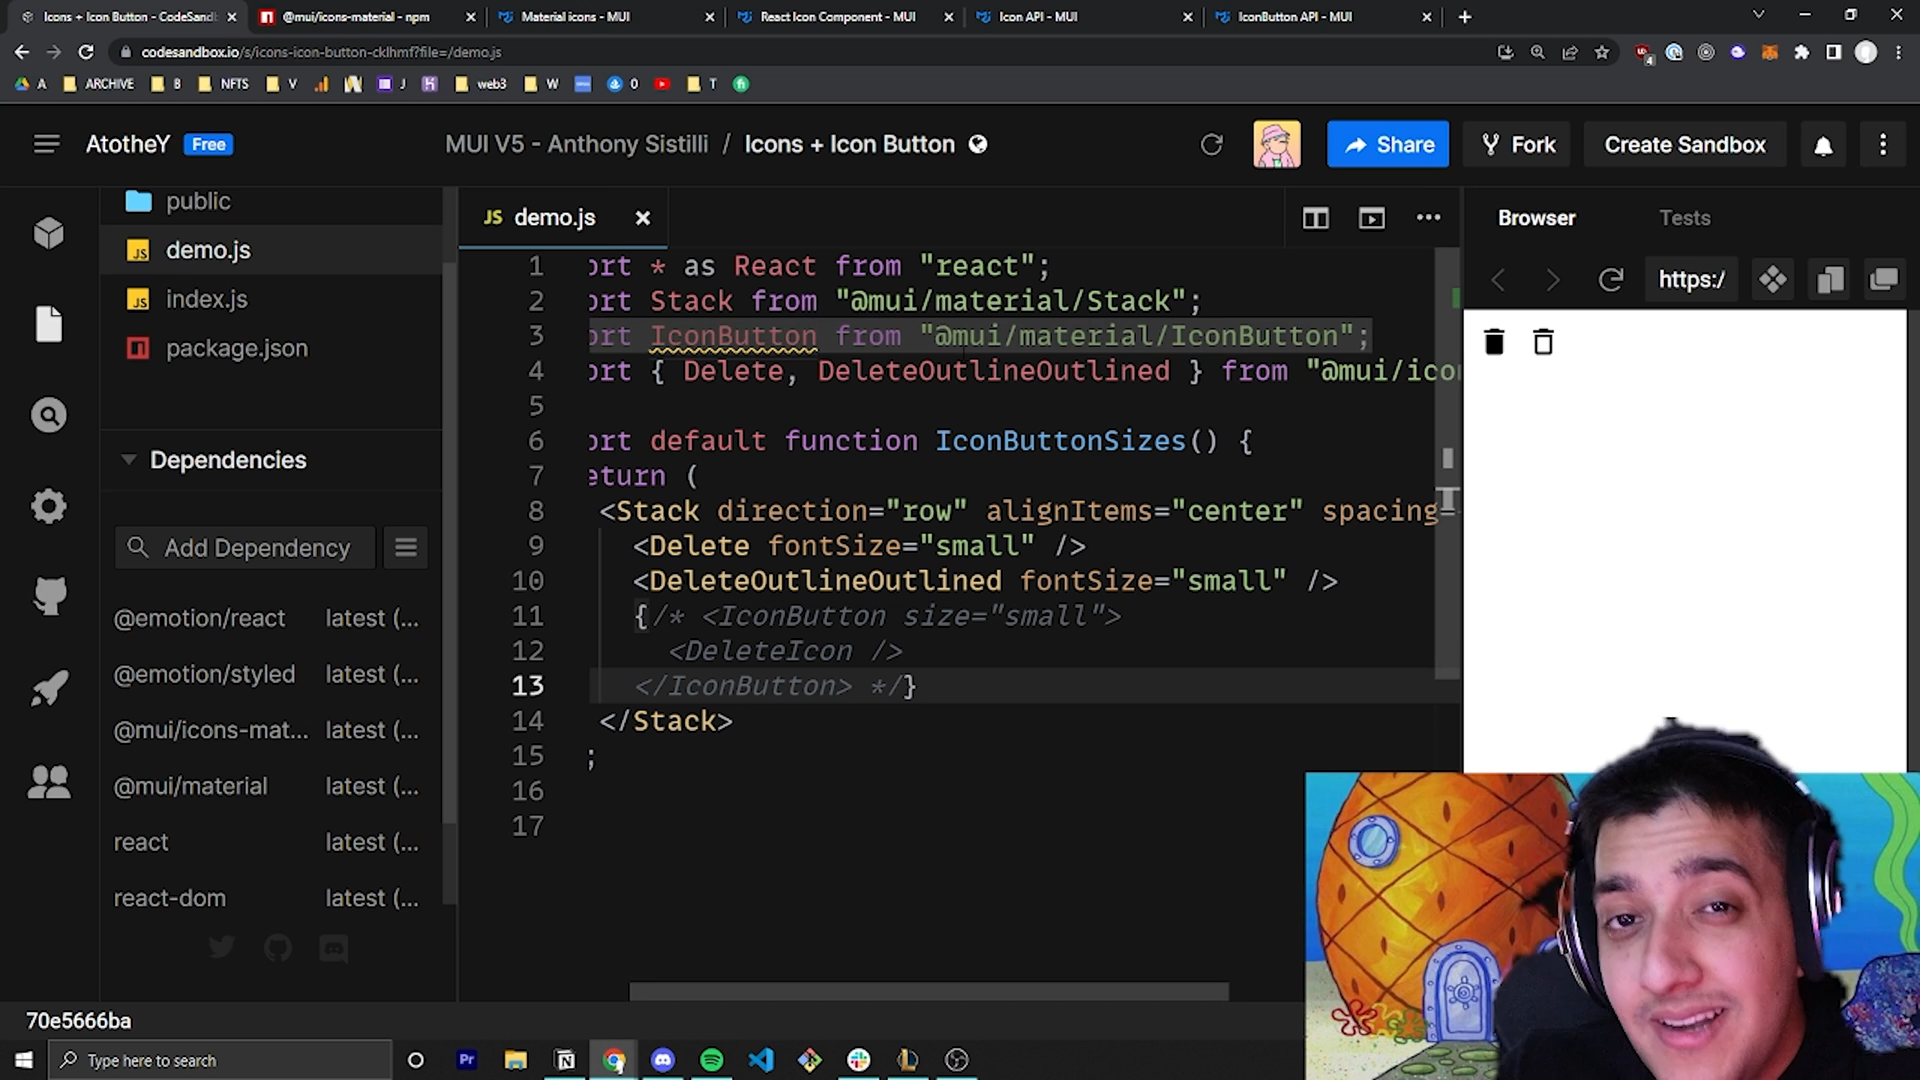 Icons + Icon Button - CodeSandb
@mui/icons-material - npm
Material icons - MUI
React Icon Component - MUI
Icon API - MUI
IconButton API - MUI
codesandbox.io/s/icons-icon-button-cklhmf?file=/demo.js
A
ARCHIVE
B
NFTS
V
J
web3
W
O
T
AtotheY
Free
MUI V5 - Anthony Sistilli / Icons + Icon Button
Share
Fork
Create Sandbox
public
demo.js
index.js
package.json
Dependencies
Add Dependency
@emotion/react latest (...
@emotion/styled latest (...
@mui/icons-mat... latest (...
@mui/material latest (...
react latest (...
react-dom latest (...
70e5666ba
JS demo.js
1 ort * as React from "react";
2 ort Stack from "@mui/material/Stack";
3 ort IconButton from "@mui/material/IconButton";
4 ort { Delete, DeleteOutlineOutlined } from "@mui/ico
5
6 ort default function IconButtonSizes() {
7 eturn (
8 <Stack direction="row" alignItems="center" spacing=
9 <Delete fontSize="small" />
10 <DeleteOutlineOutlined fontSize="small" />
11 {/* <IconButton size="small">
12 <DeleteIcon />
13 </IconButton> */}
14 </Stack>
15 ;
16
17
Browser
Tests
https:/
Type here to search
Pr